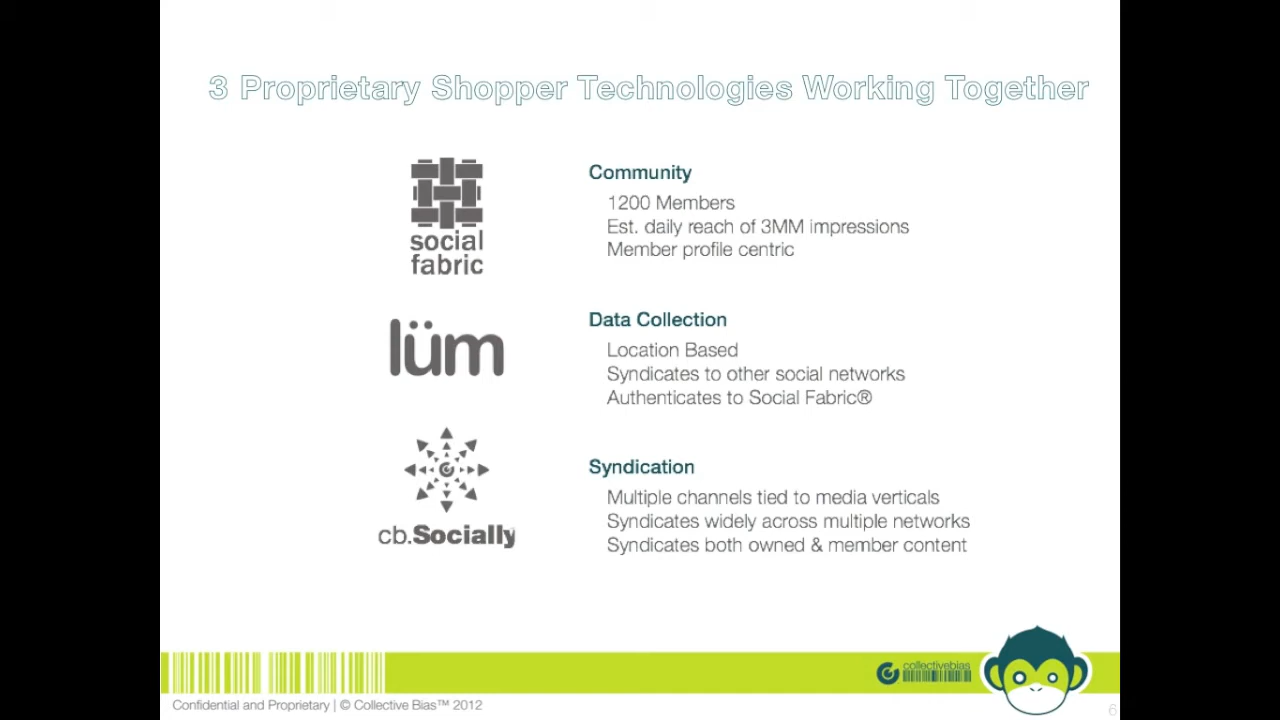 3 Proprietary Shopper Technologies Working Together
social
fabric
Community
1200 Members
Est. daily reach of 3MM impressions
Member profile centric
lüm
Data Collection
Location Based
Syndicates to other social networks
Authenticates to Social Fabric®
cb.Socially
Syndication
Multiple channels tied to media verticals
Syndicates widely across multiple networks
Syndicates both owned & member content
collectivebias
Confidential and Proprietary | © Collective Bias™ 2012
6